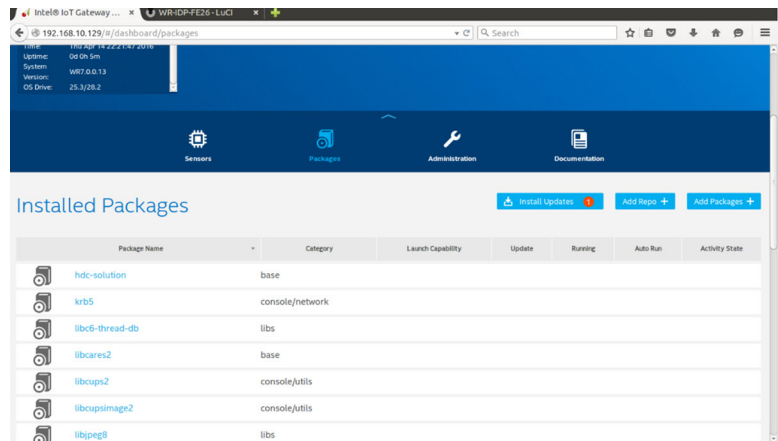 Intel® IoT Gateway ... ×
WR-IDP-FE26 - LuCI ×
192.168.10.129/#/dashboard/packages
Search
Time: Thu Apr 14 22:21:47 2016
Uptime: 0d 0h 5m
System Version: WR7.0.0.13
OS Drive: 25.3/28.2
Sensors
Packages
Administration
Documentation
Installed Packages
Install Updates 1
Add Repo +
Add Packages +
Package Name Category Launch Capability Update Running Auto Run Activity State
hdc-solution base
krb5 console/network
libc6-thread-db libs
libcares2 base
libcups2 console/utils
libcupsimage2 console/utils
libjpeg8 libs